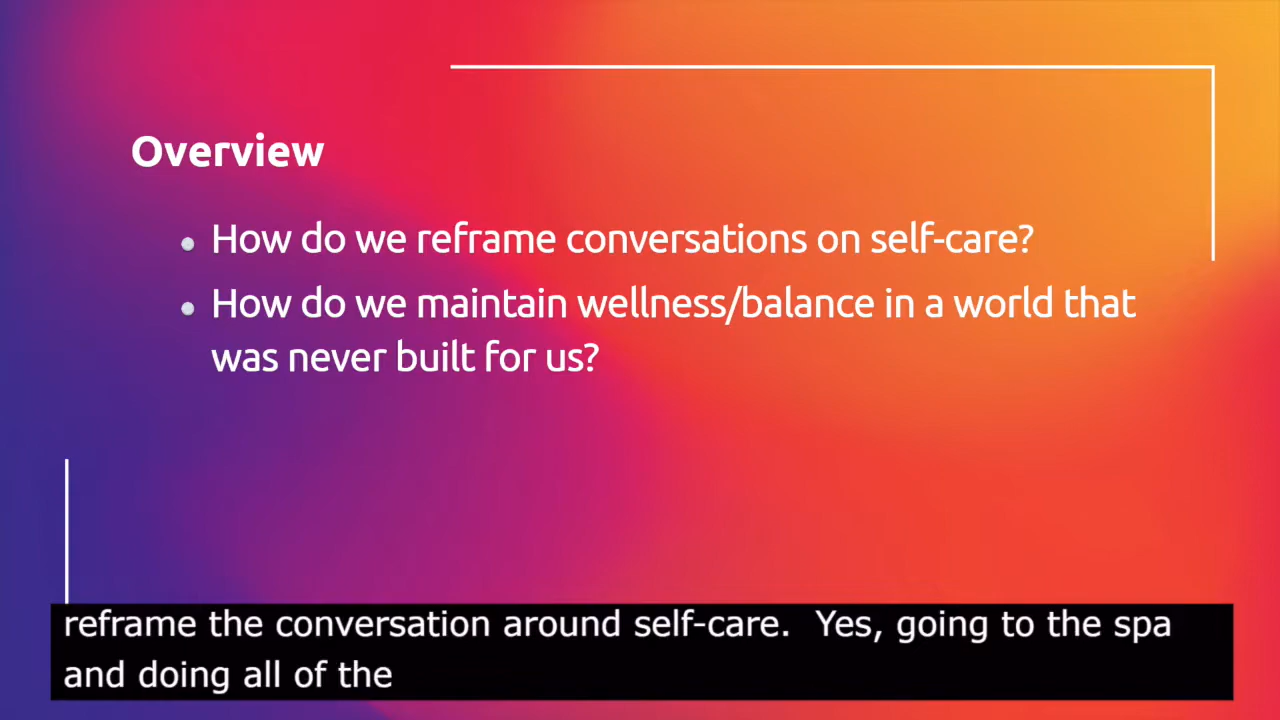 Overview
How do we reframe conversations on self-care?
How do we maintain wellness/balance in a world that
was never built for us?
reframe the conversation around self-care.  Yes, going to the spa
and doing all of the